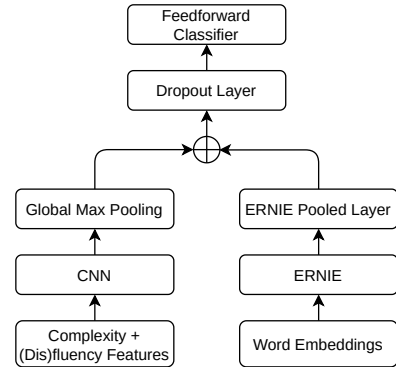 Feedforward
Classifier
Dropout Layer
Global Max Pooling
ERNIE Pooled Layer
CNN
ERNIE
Complexity +
(Dis)fluency Features
Word Embeddings